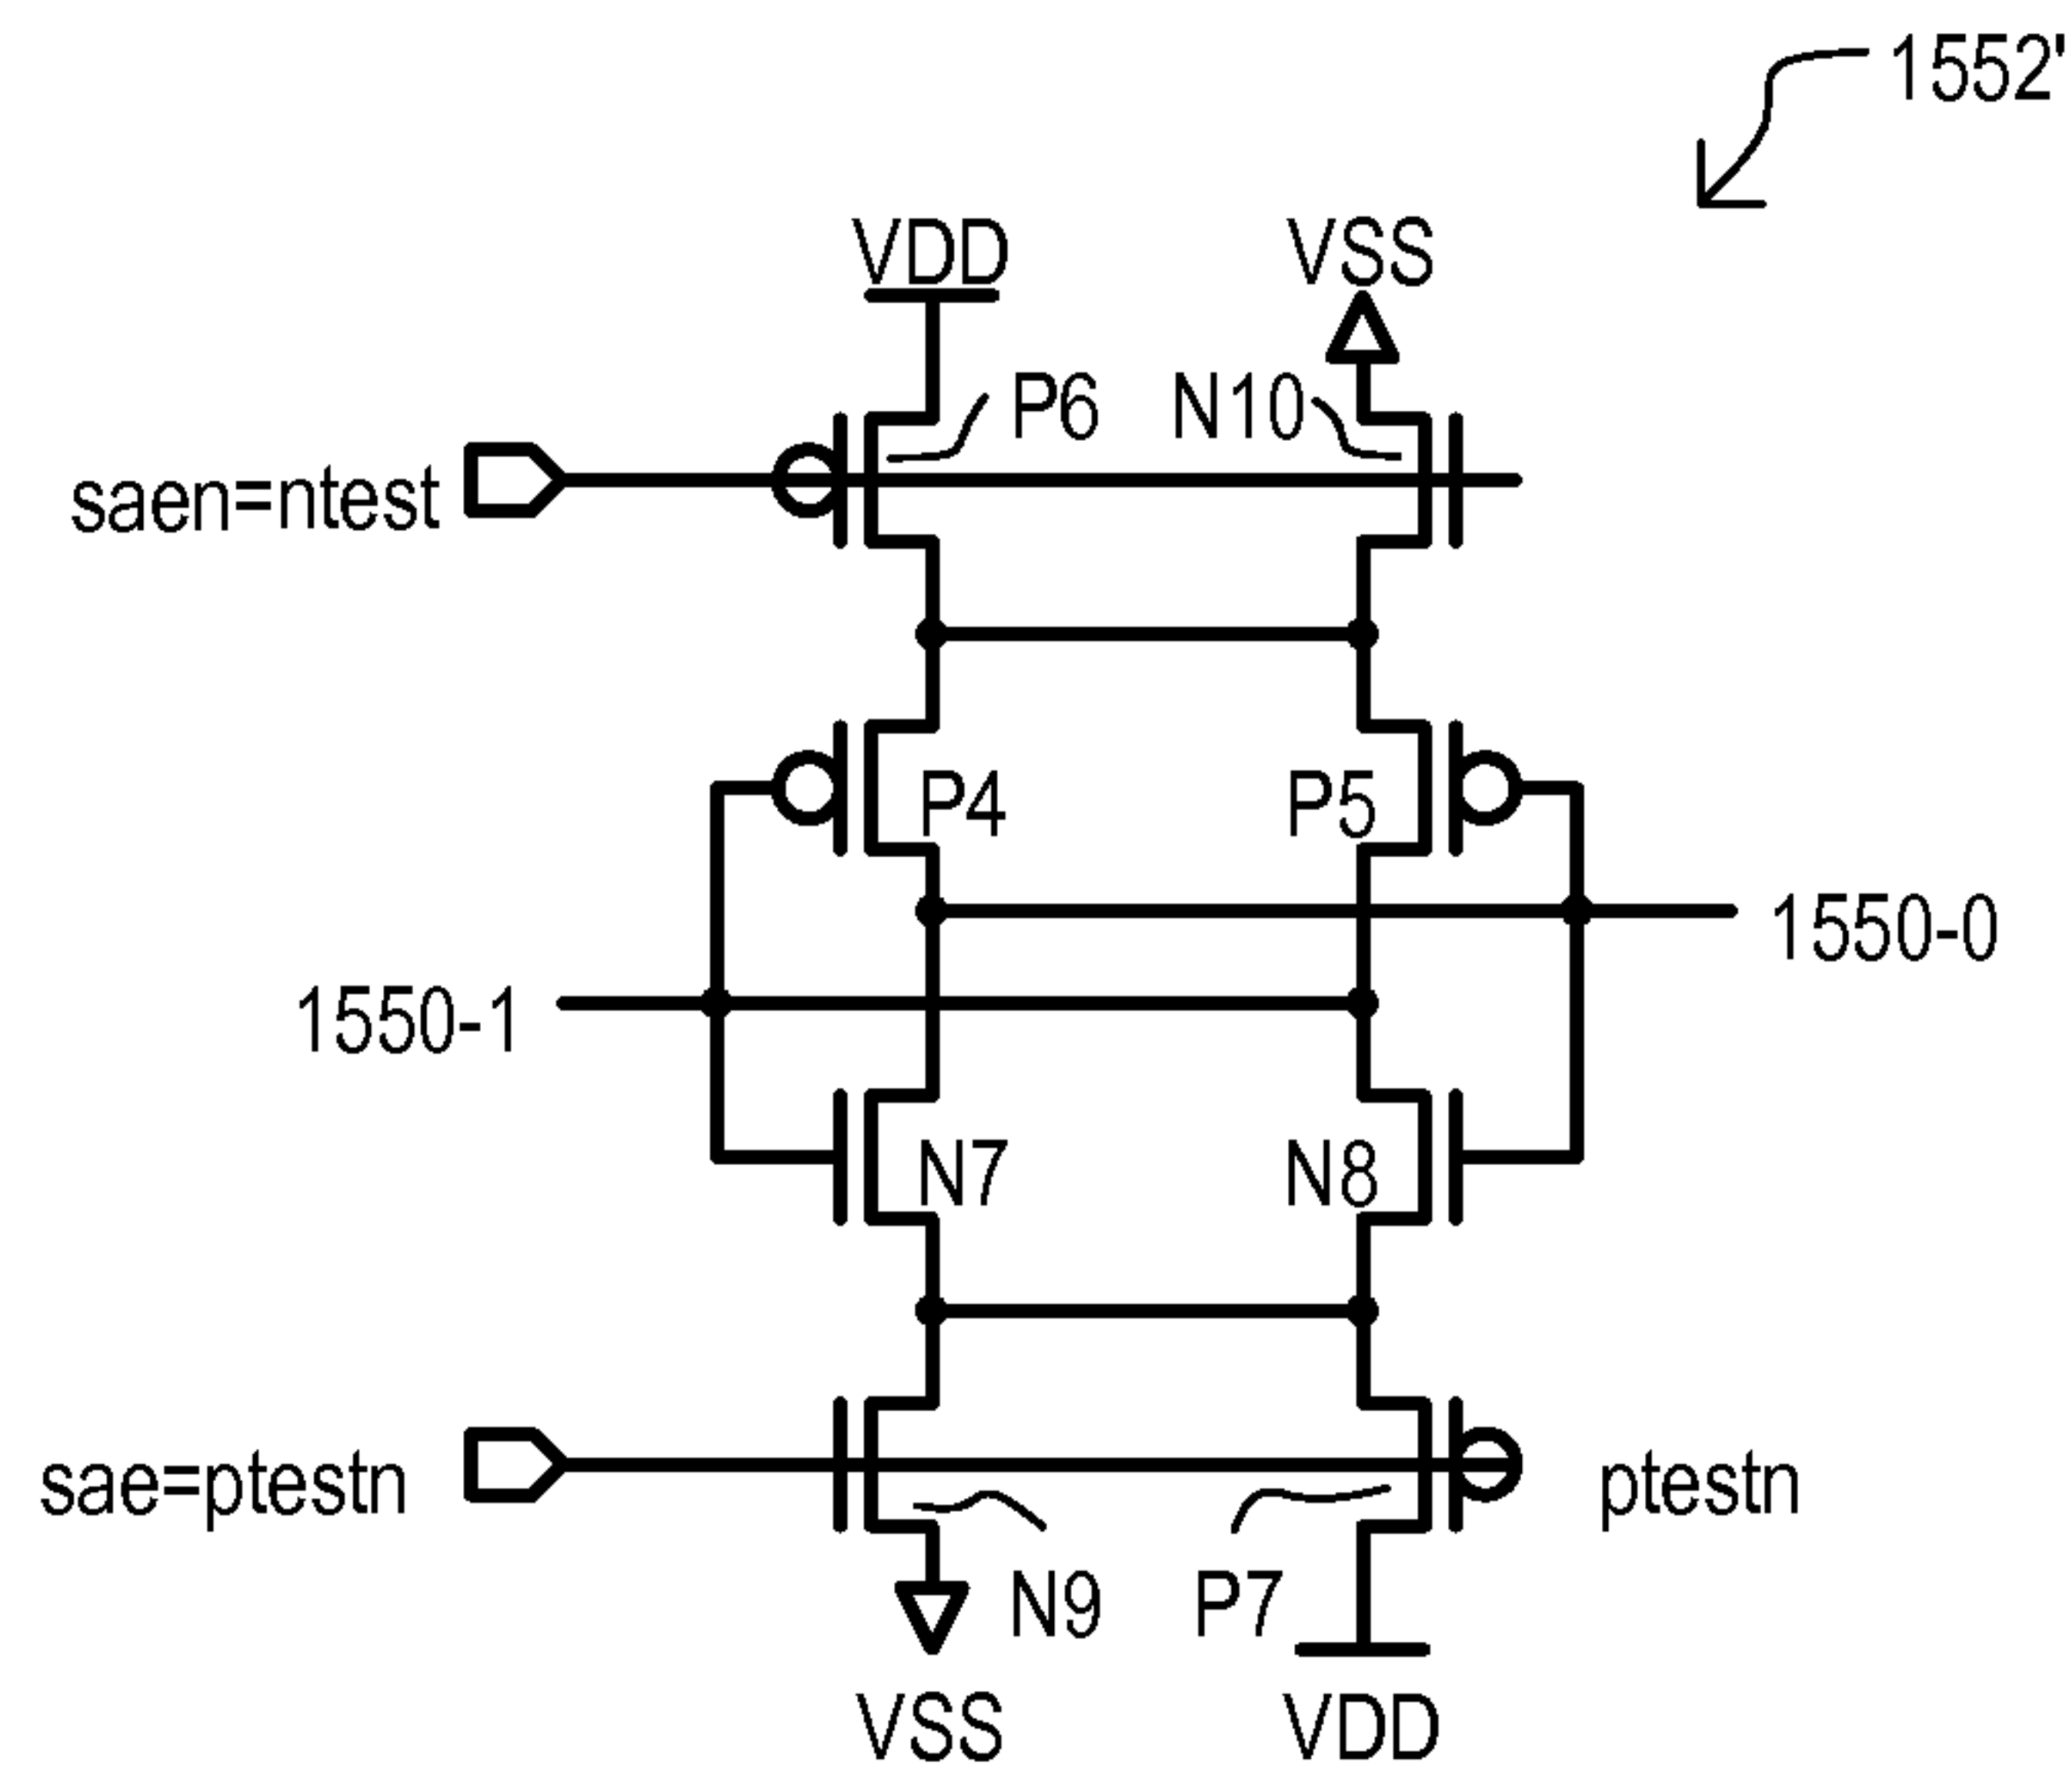 1552'
VDD
VSS
P6
N10
saen=ntest
P4
P5
1550-0
1550-1
N7
N8
sae=ptestn
ptestn
N9
P7
VSS
VDD